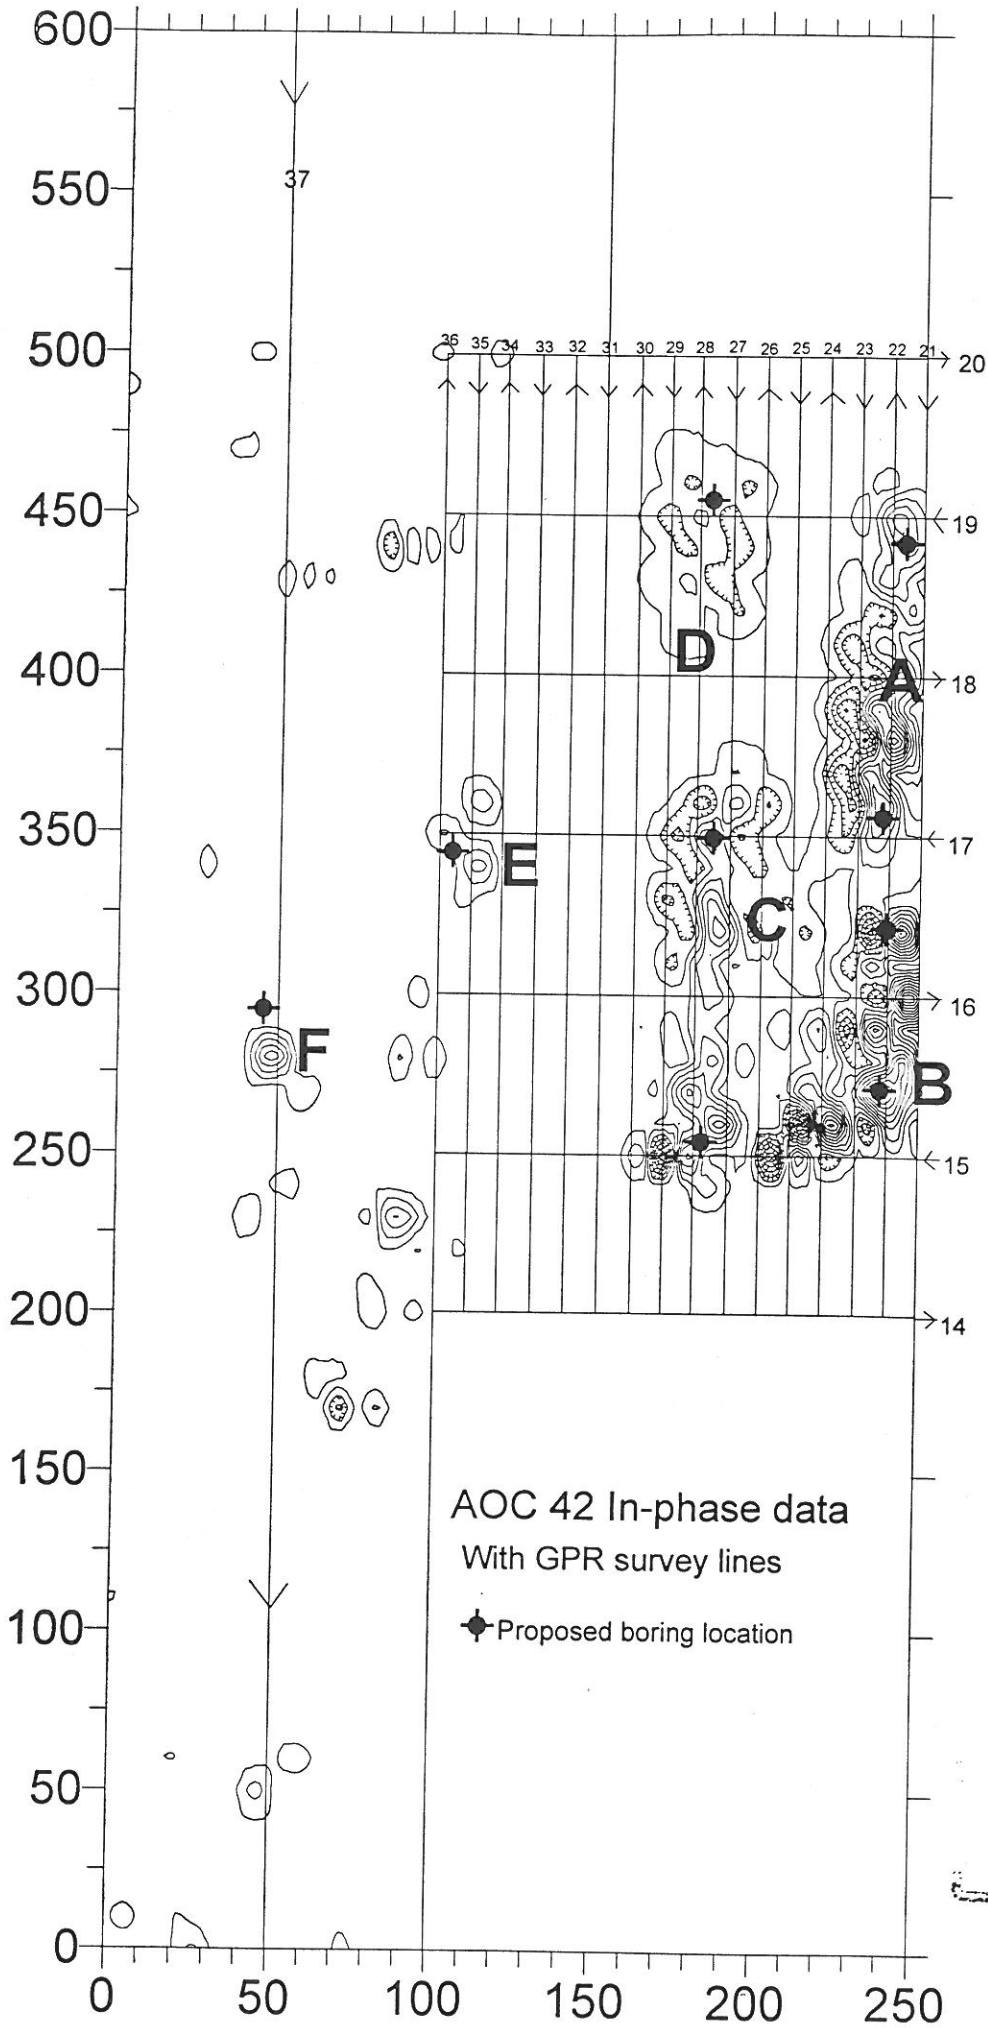 600
37
550
500
36 35 34 33 32 31 30 29 28 27 26 25 24 23 22 21
20
450
19
D
400
A
18
350
17
E
C
300
16
F
B
250
15
200
14
150
AOC 42 In-phase data
With GPR survey lines
100
Proposed boring location
50
0
0 50 100 150 200 250